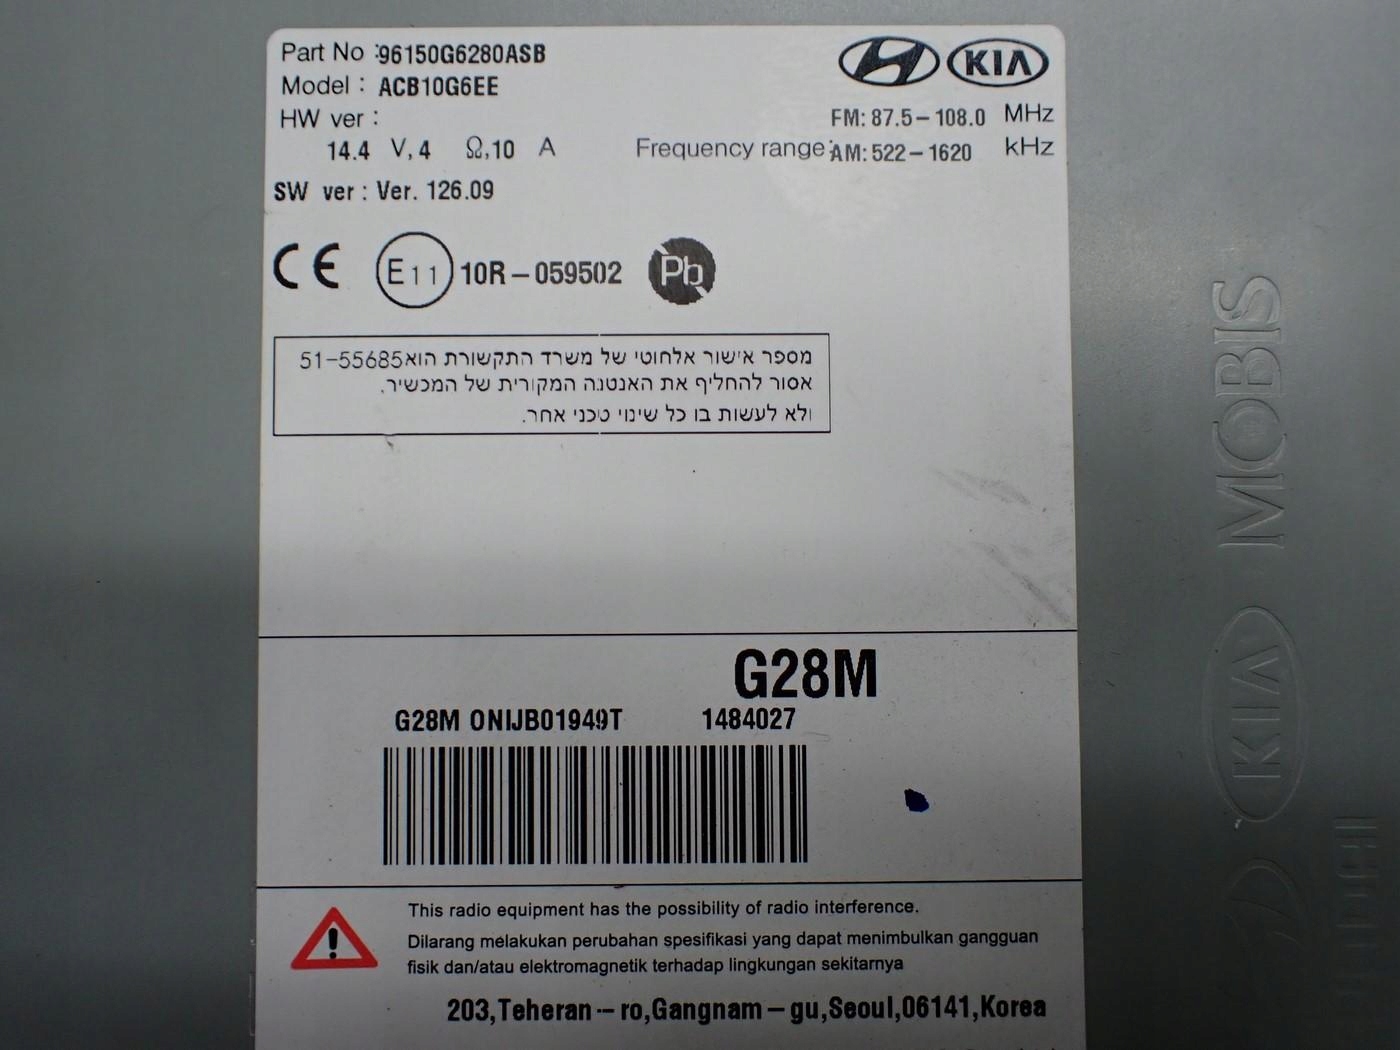 Part No :96150G6280ASB
Model : ACB10G6EE
HW ver :
14.4 V,4 Ω,10 A
SW ver : Ver. 126.09
KIA
FM: 87.5–108.0 MHz
Frequency range: AM: 522–1620 kHz
CE E11 10R–059502 Pb
מספר אישור אלחוטי של משרד התקשורת הוא51-55685
אסור להחליף את האנטנה המקורית של המכשיר.
ולא לעשות בו כל שינוי טכני אחר.
G28M
G28M 0NIJB01949T 1484027
This radio equipment has the possibility of radio interference.
Dilarang melakukan perubahan spesifikasi yang dapat menimbulkan gangguan
fisik dan/atau elektromagnetik terhadap lingkungan sekitarnya
203,Teheran–ro,Gangnam–gu,Seoul,06141,Korea
MOBIS
KIA